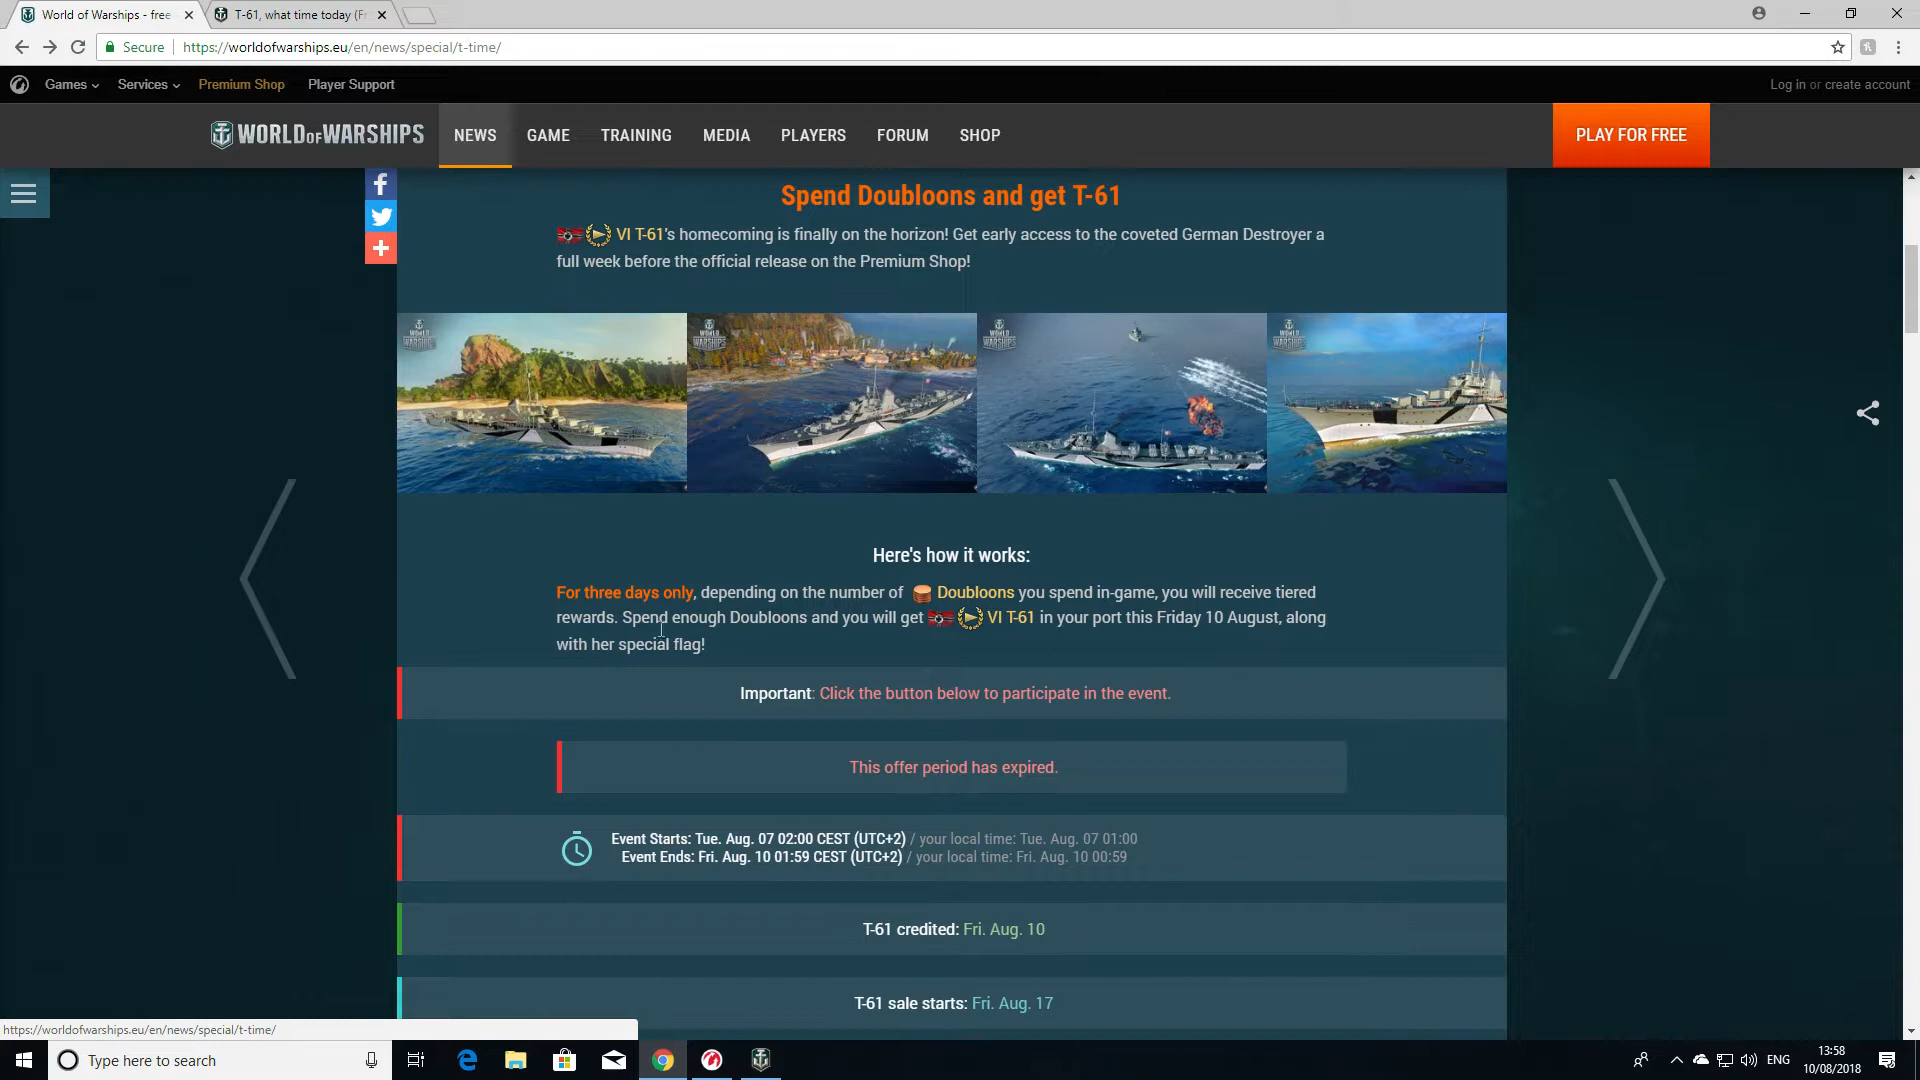 World of Warships - free
T-61, what time today (Fr
Secure
https://worldofwarships.eu/en/news/special/t-time/
Games
Services
Premium Shop
Player Support
Log in or create account
WORLD OF WARSHIPS
NEWS
GAME
TRAINING
MEDIA
PLAYERS
FORUM
SHOP
PLAY FOR FREE
Spend Doubloons and get T-61
VI T-61's homecoming is finally on the horizon! Get early access to the coveted German Destroyer a
full week before the official release on the Premium Shop!
Here's how it works:
For three days only, depending on the number of Doubloons you spend in-game, you will receive tiered
rewards. Spend enough Doubloons and you will get VI T-61 in your port this Friday 10 August, along
with her special flag!
Important: Click the button below to participate in the event.
This offer period has expired.
Event Starts: Tue. Aug. 07 02:00 CEST (UTC+2) / your local time: Tue. Aug. 07 01:00
Event Ends: Fri. Aug. 10 01:59 CEST (UTC+2) / your local time: Fri. Aug. 10 00:59
T-61 credited: Fri. Aug. 10
T-61 sale starts: Fri. Aug. 17
https://worldofwarships.eu/en/news/special/t-time/
Type here to search
ENG
13:58
10/08/2018